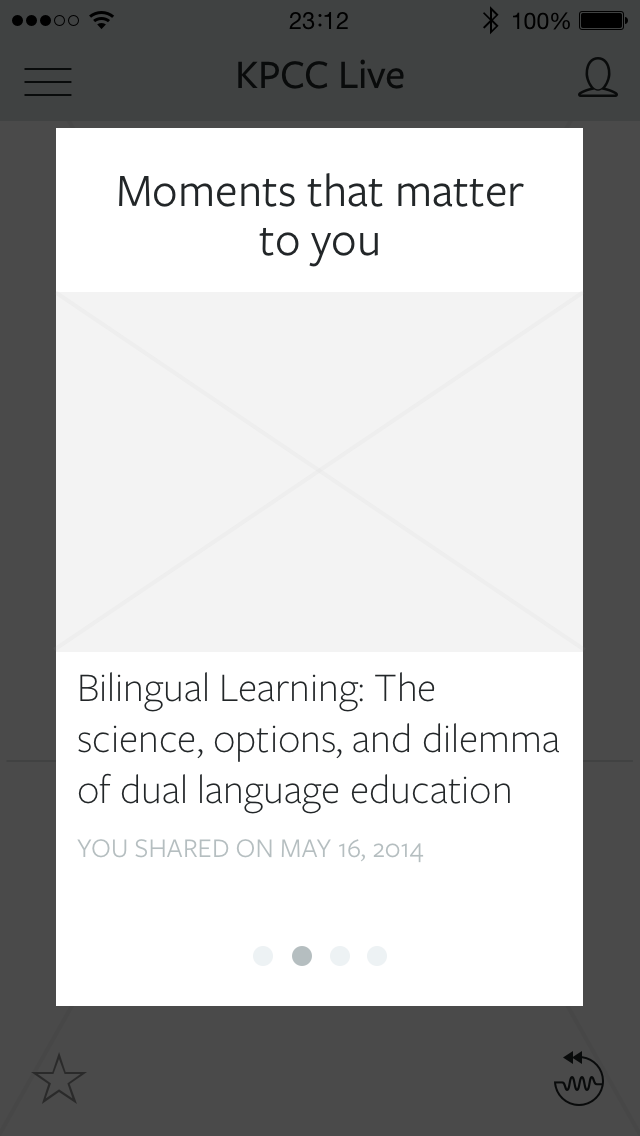 23:12
100%
KPCC Live
Moments that matter
to you
Bilingual Learning: The
science, options, and dilemma
of dual language education
YOU SHARED ON MAY 16, 2014